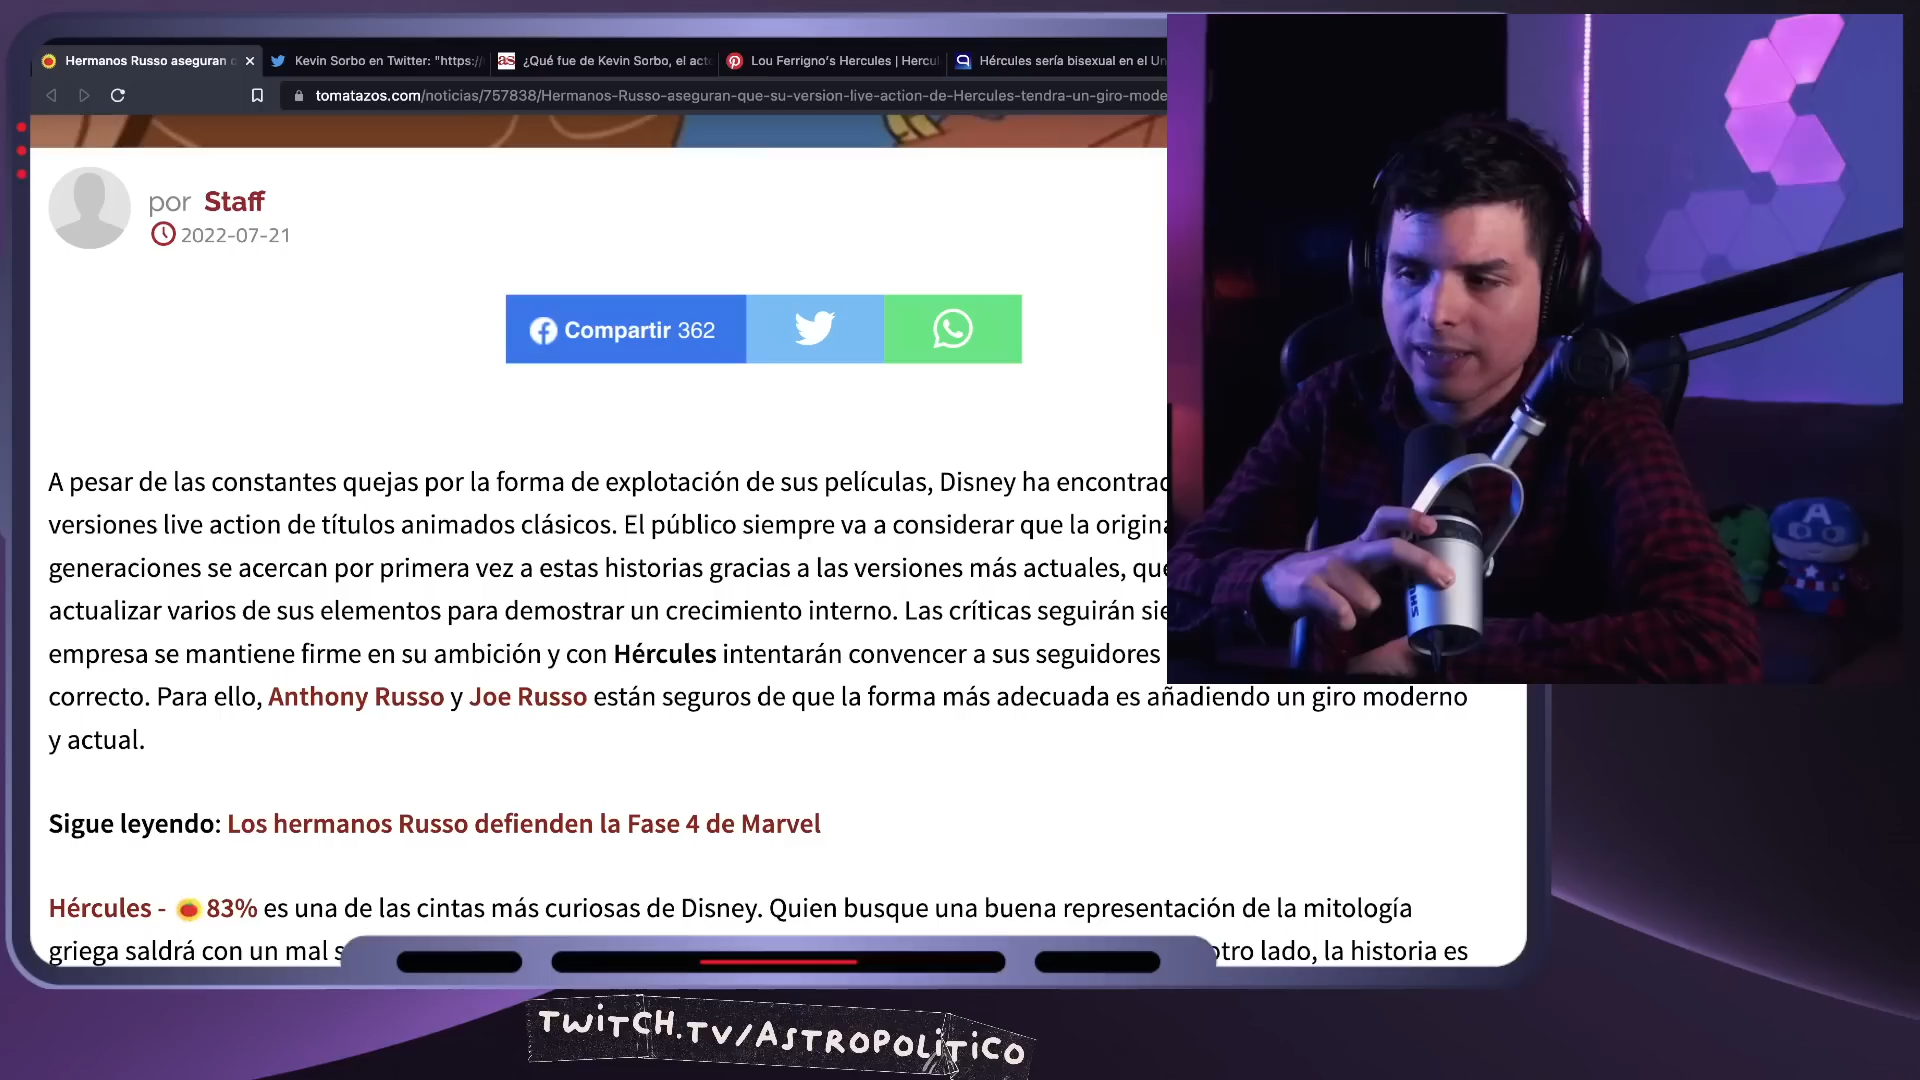 Hermanos Russo aseguran
Kevin Sorbo en Twitter: "https:/
¿Qué fue de Kevin Sorbo, el act
Lou Ferrigno's Hercules | Hercu
Hércules sería bisexual en el Un
tomatazos.com/noticias/757838/Hermanos-Russo-aseguran-que-su-version-live-action-de-Hercules-tendra-un-giro-mode
por Staff
2022-07-21
Compartir 362
A pesar de las constantes quejas por la forma de explotación de sus películas, Disney ha encontrad
versiones live action de títulos animados clásicos. El público siempre va a considerar que la origina
generaciones se acercan por primera vez a estas historias gracias a las versiones más actuales, que
actualizar varios de sus elementos para demostrar un crecimiento interno. Las críticas seguirán sie
empresa se mantiene firme en su ambición y con Hércules intentarán convencer a sus seguidores
correcto. Para ello, Anthony Russo y Joe Russo están seguros de que la forma más adecuada es añadiendo un giro moderno
y actual.
Sigue leyendo: Los hermanos Russo defienden la Fase 4 de Marvel
Hércules - 83% es una de las cintas más curiosas de Disney. Quien busque una buena representación de la mitología
griega saldrá con un mal s otro lado, la historia es
TWITCH.TV/ASTROPOLITICO
SHU
A